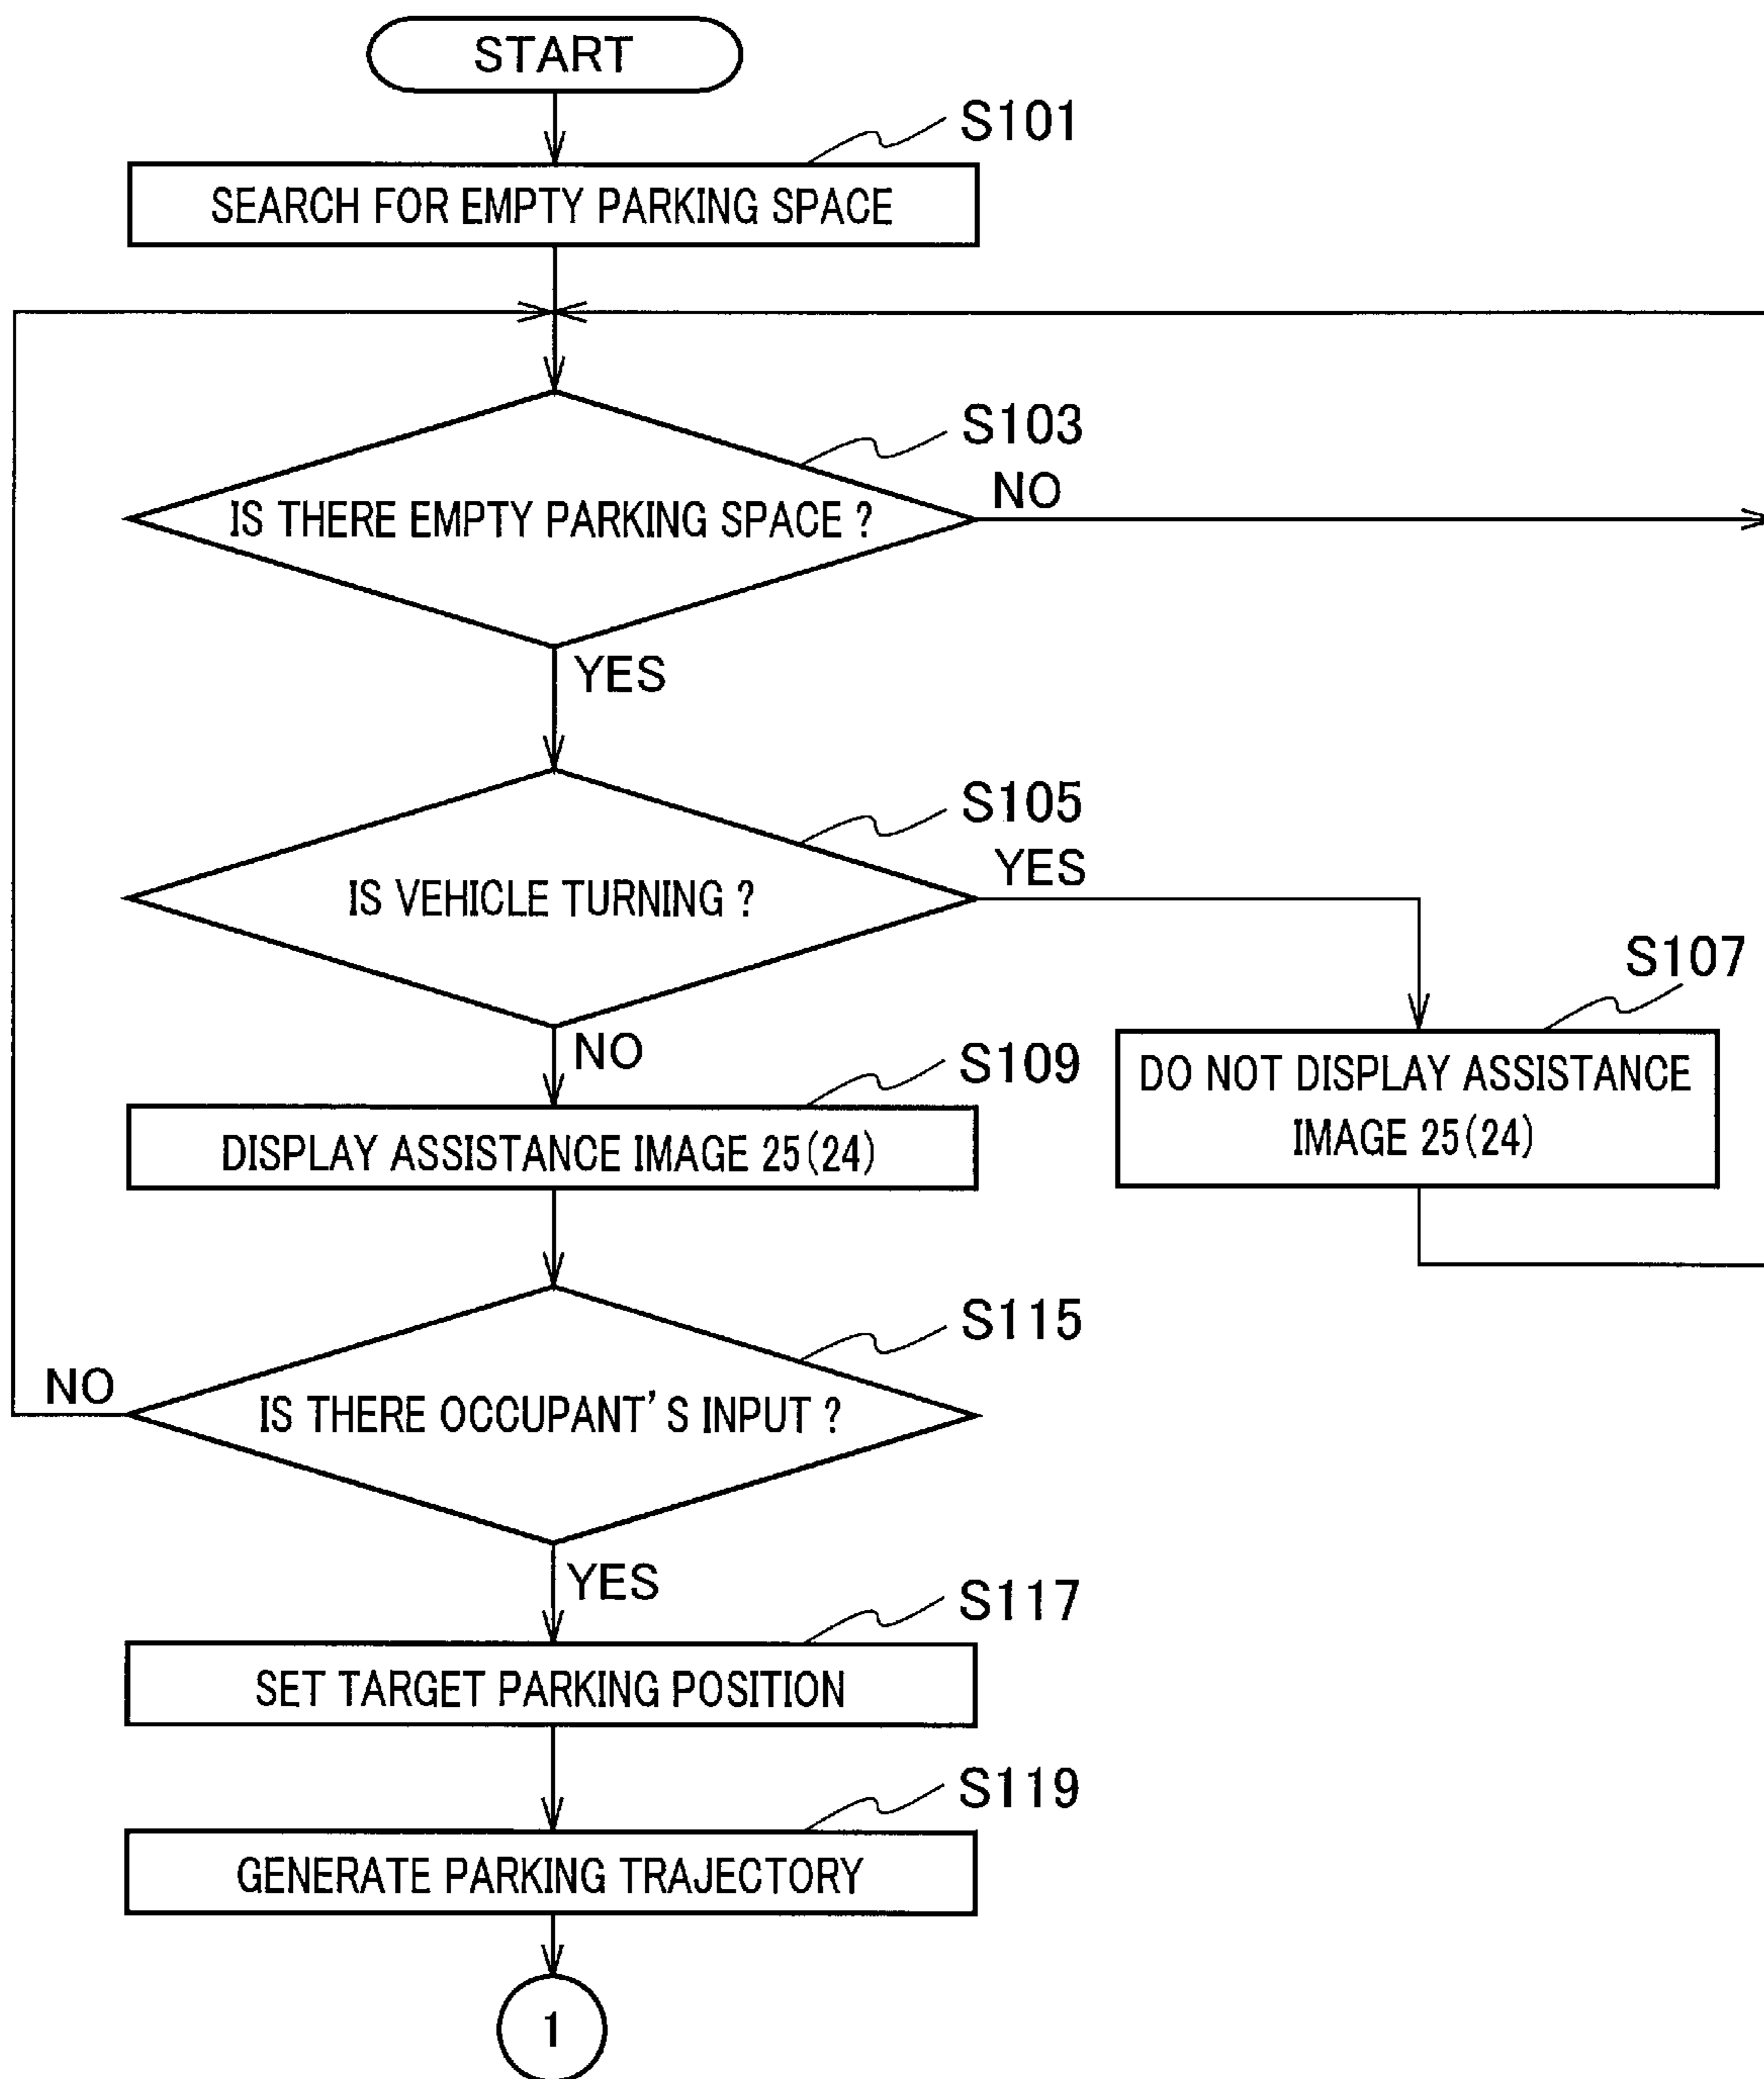 START
S101
SEARCH FOR EMPTY PARKING SPACE
S103
IS THERE EMPTY PARKING SPACE ?
NO
YES
S105
IS VEHICLE TURNING ?
YES
S107
DO NOT DISPLAY ASSISTANCE
IMAGE 25(24)
NO
S109
DISPLAY ASSISTANCE IMAGE 25(24)
S115
NO
IS THERE OCCUPANT'S INPUT ?
YES
S117
SET TARGET PARKING POSITION
S119
GENERATE PARKING TRAJECTORY
1